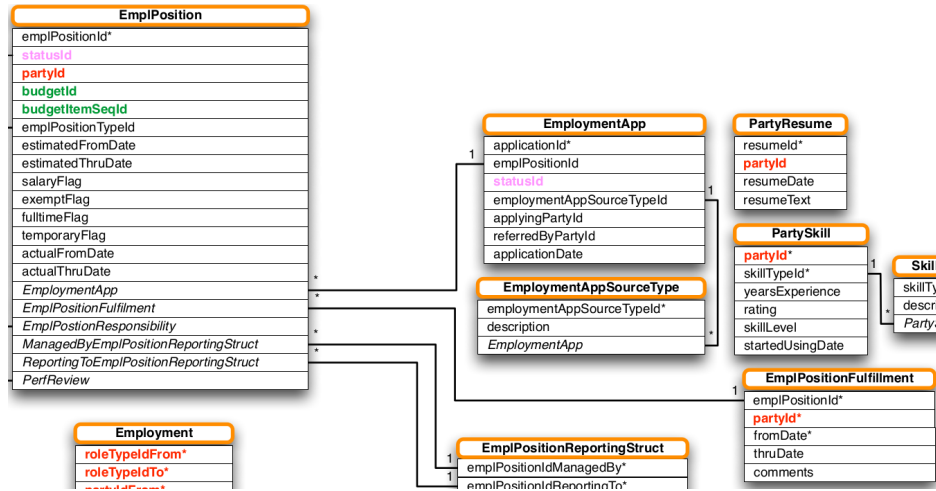 EmplPosition
emplPositionId*
statusId
partyId
budgetId
budgetItemSeqId
emplPositionTypeId
estimatedFromDate
estimatedThruDate
salaryFlag
exemptFlag
fulltimeFlag
temporaryFlag
actualFromDate
actualThruDate
EmploymentApp
*
EmplPositionFulfilment
*
EmplPostionResponsibility
ManagedByEmplPositionReportingStruct
*
ReportingToEmplPositionReportingStruct
*
PerfReview
EmploymentApp
applicationId*
1
emplPositionId
statusId
employmentAppSourceTypeId
1
applyingPartyId
referredByPartyId
applicationDate
EmploymentAppSourceType
employmentAppSourceTypeId*
description
EmploymentApp
*
PartyResume
resumeId*
partyId
resumeDate
resumeText
PartySkill
partyId*
1
skillTypeId*
yearsExperience
rating
skillLevel
startedUsingDate
*
EmplPositionFulfillment
1
emplPositionId*
partyId*
fromDate*
thruDate
comments
Employment
roleTypeIdFrom*
roleTypeIdTo*
partyIdFrom*
EmplPositionReportingStruct
1
emplPositionIdManagedBy*
1
emplPositionIdReportingTo*